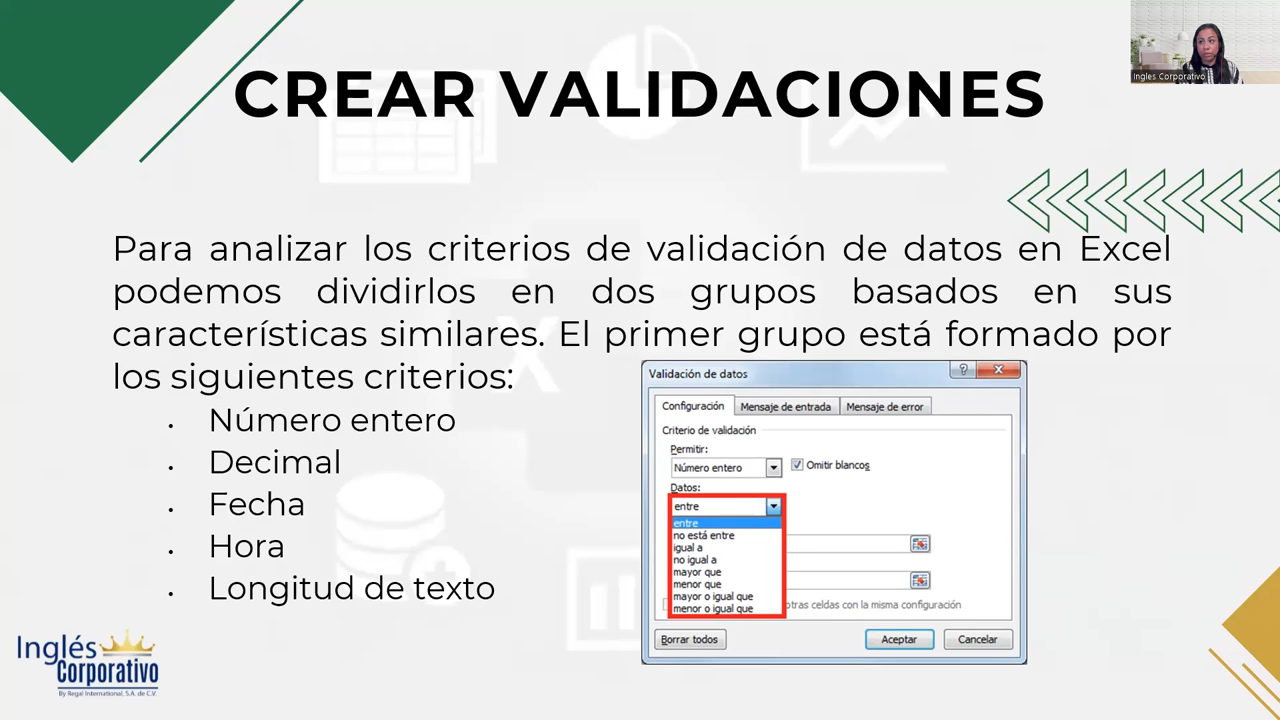 CREAR VALIDACIONES
Ingles Corporativo
Para analizar los criterios de validación de datos en Excel
podemos dividirlos en dos grupos basados en sus
características similares. El primer grupo está formado por
los siguientes criterios:
• Número entero
• Decimal
• Fecha
• Hora
• Longitud de texto
Validación de datos
?
Configuración Mensaje de entrada Mensaje de error
Criterio de validación
Permitir:
Número entero Omitir blancos
Datos:
entre
entre
no está entre
igual a
no igual a
mayor que
menor que
mayor o igual que
menor o igual que
otras celdas con la misma configuración
Borrar todos Aceptar Cancelar
Inglés
Corporativo
By Regal International, S.A. de C.V.